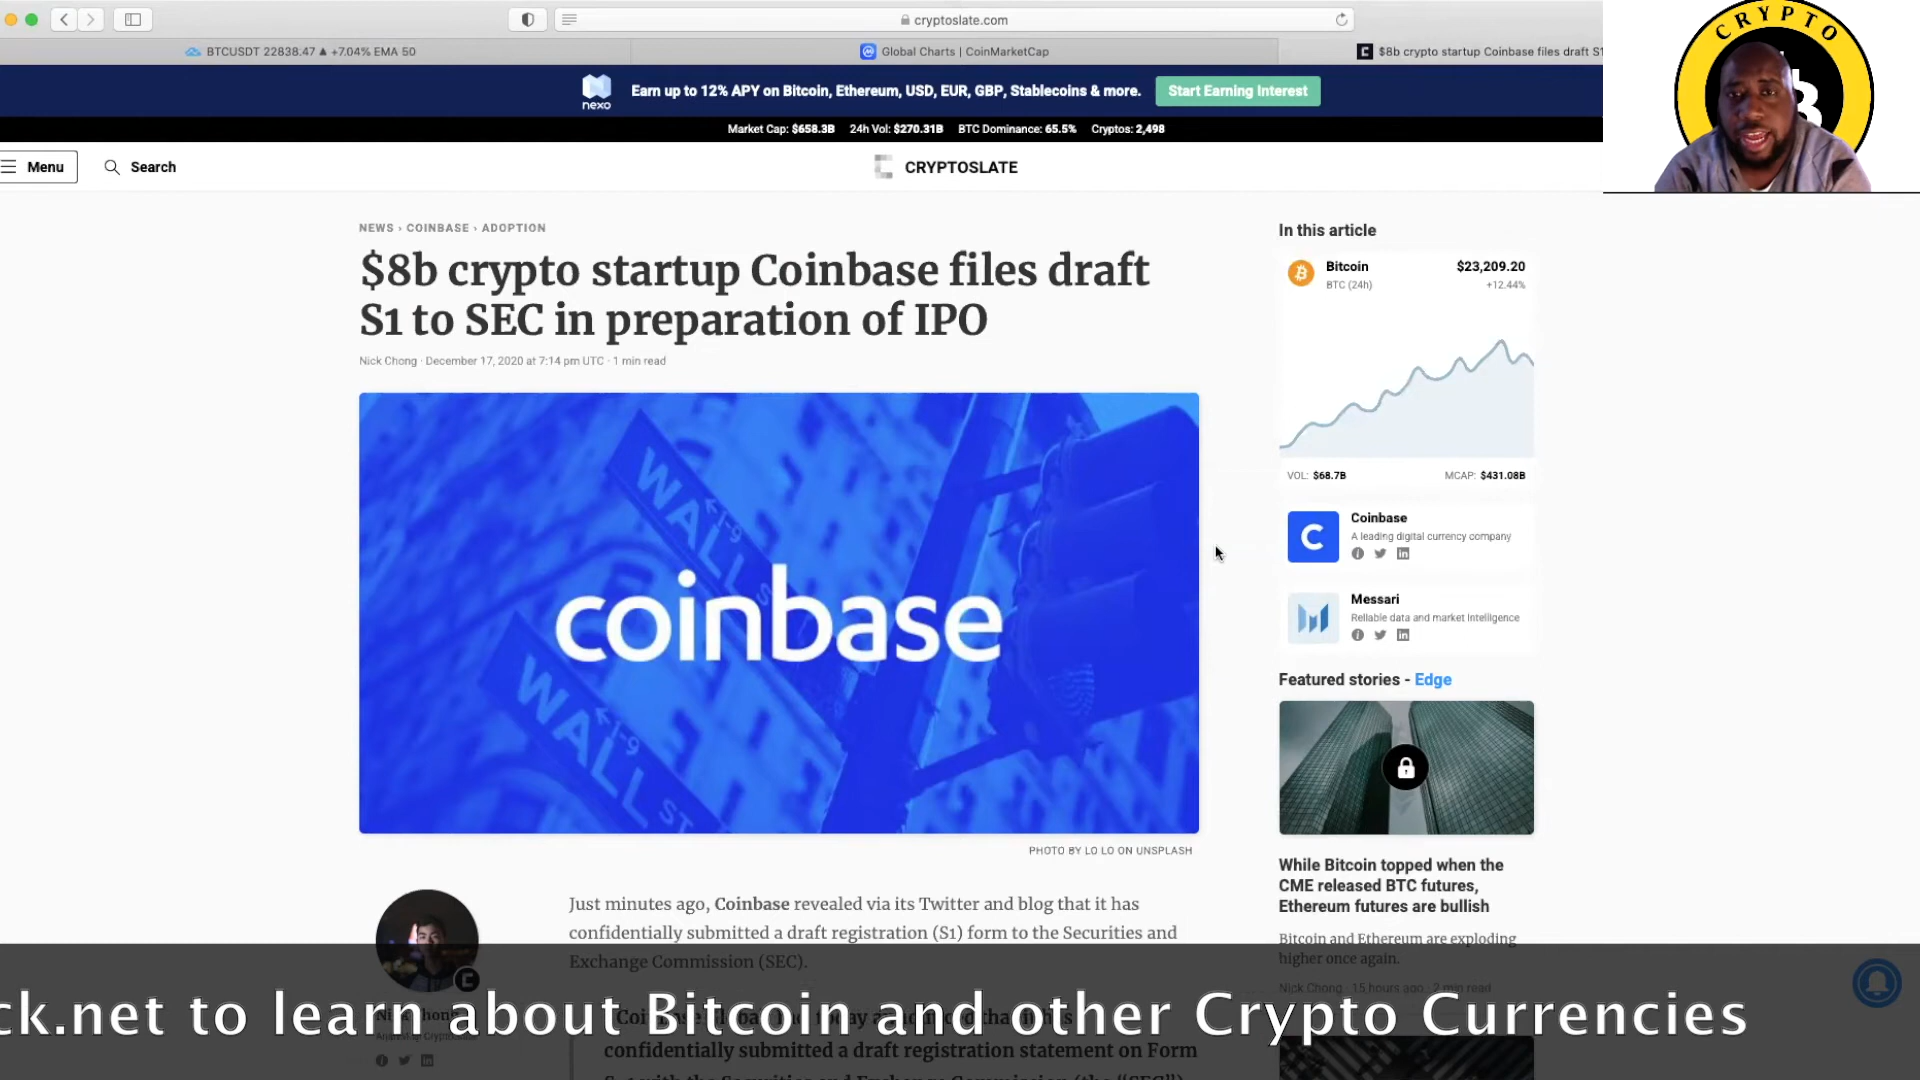 cryptoslate.com
BTCUSDT 22838.47 ▲ +7.04% EMA 50
Global Charts | CoinMarketCap
$8b crypto startup Coinbase files draft S1
nexo
Earn up to 12% APY on Bitcoin, Ethereum, USD, EUR, GBP, Stablecoins & more.
Start Earning Interest
Market Cap: $658.3B 24h Vol: $270.31B BTC Dominance: 65.5% Cryptos: 2,498
Menu
Search
CRYPTOSLATE
CRYPTO
NEWS › COINBASE › ADOPTION
$8b crypto startup Coinbase files draft
S1 to SEC in preparation of IPO
Nick Chong · December 17, 2020 at 7:14 pm UTC · 1 min read
WALL
WALL ST
coinbase
PHOTO BY LO LO ON UNSPLASH
Just minutes ago, Coinbase revealed via its Twitter and blog that it has
confidentially submitted a draft registration (S1) form to the Securities and
Exchange Commission (SEC).
confidentially submitted a draft registration statement on Form
In this article
Bitcoin
$23,209.20
BTC (24h)
+12.44%
VOL: $68.7B
MCAP: $431.08B
Coinbase
A leading digital currency company
Messari
Reliable data and market intelligence
Featured stories - Edge
While Bitcoin topped when the
CME released BTC futures,
Ethereum futures are bullish
Bitcoin and Ethereum are exploding
higher once again.
Nick Chong · 15 hours ago · 2 min read
ck.net to learn about Bitcoin and other Crypto Currencies